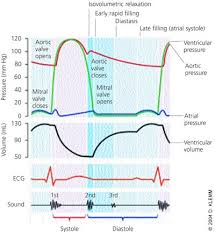 Isovolumetric relaxation
Early rapid filling
Diastasis
Late filling (atrial systole)
120
100
80
60
40
20
0
Pressure (mm Hg)
Aortic
valve
opens
Aortic
valve
closes
Mitral
valve
closes
Mitral
valve
opens
Ventricular
pressure
Aortic
pressure
Atrial
pressure
130
90
50
Volume (mL)
Ventricular
volume
ECG
Sound
1st
2nd
3rd
Systole
Diastole
© 2004 D. KLEMM